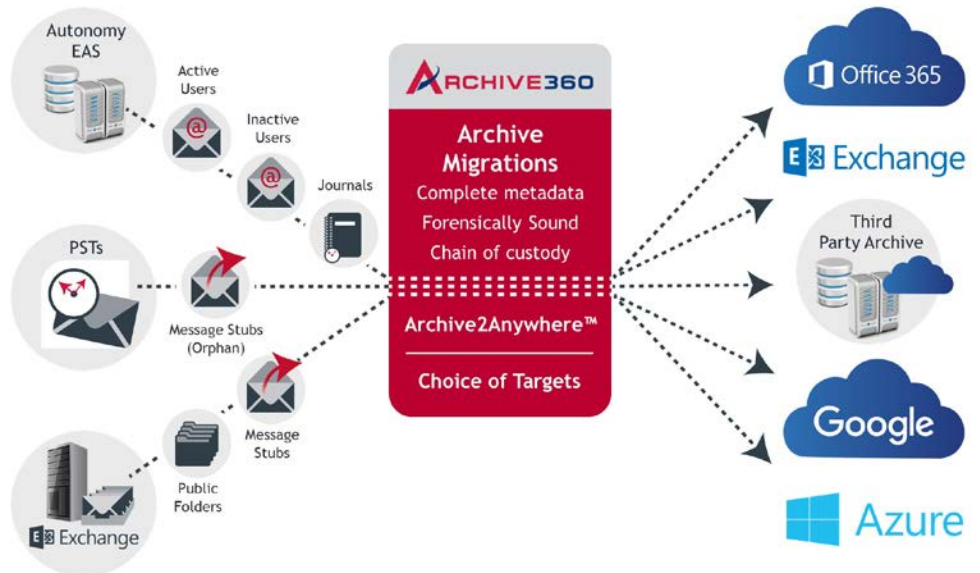 Autonomy
EAS
Active
Users
Inactive
Users
Journals
PSTs
Message Stubs
(Orphan)
Message
Stubs
Public
Folders
E Exchange
ARCHIVE360
Archive
Migrations
Complete metadata
Forensically Sound
Chain of custody
Archive2Anywhere™
Choice of Targets
Office 365
E Exchange
Third
Party Archive
Google
Azure